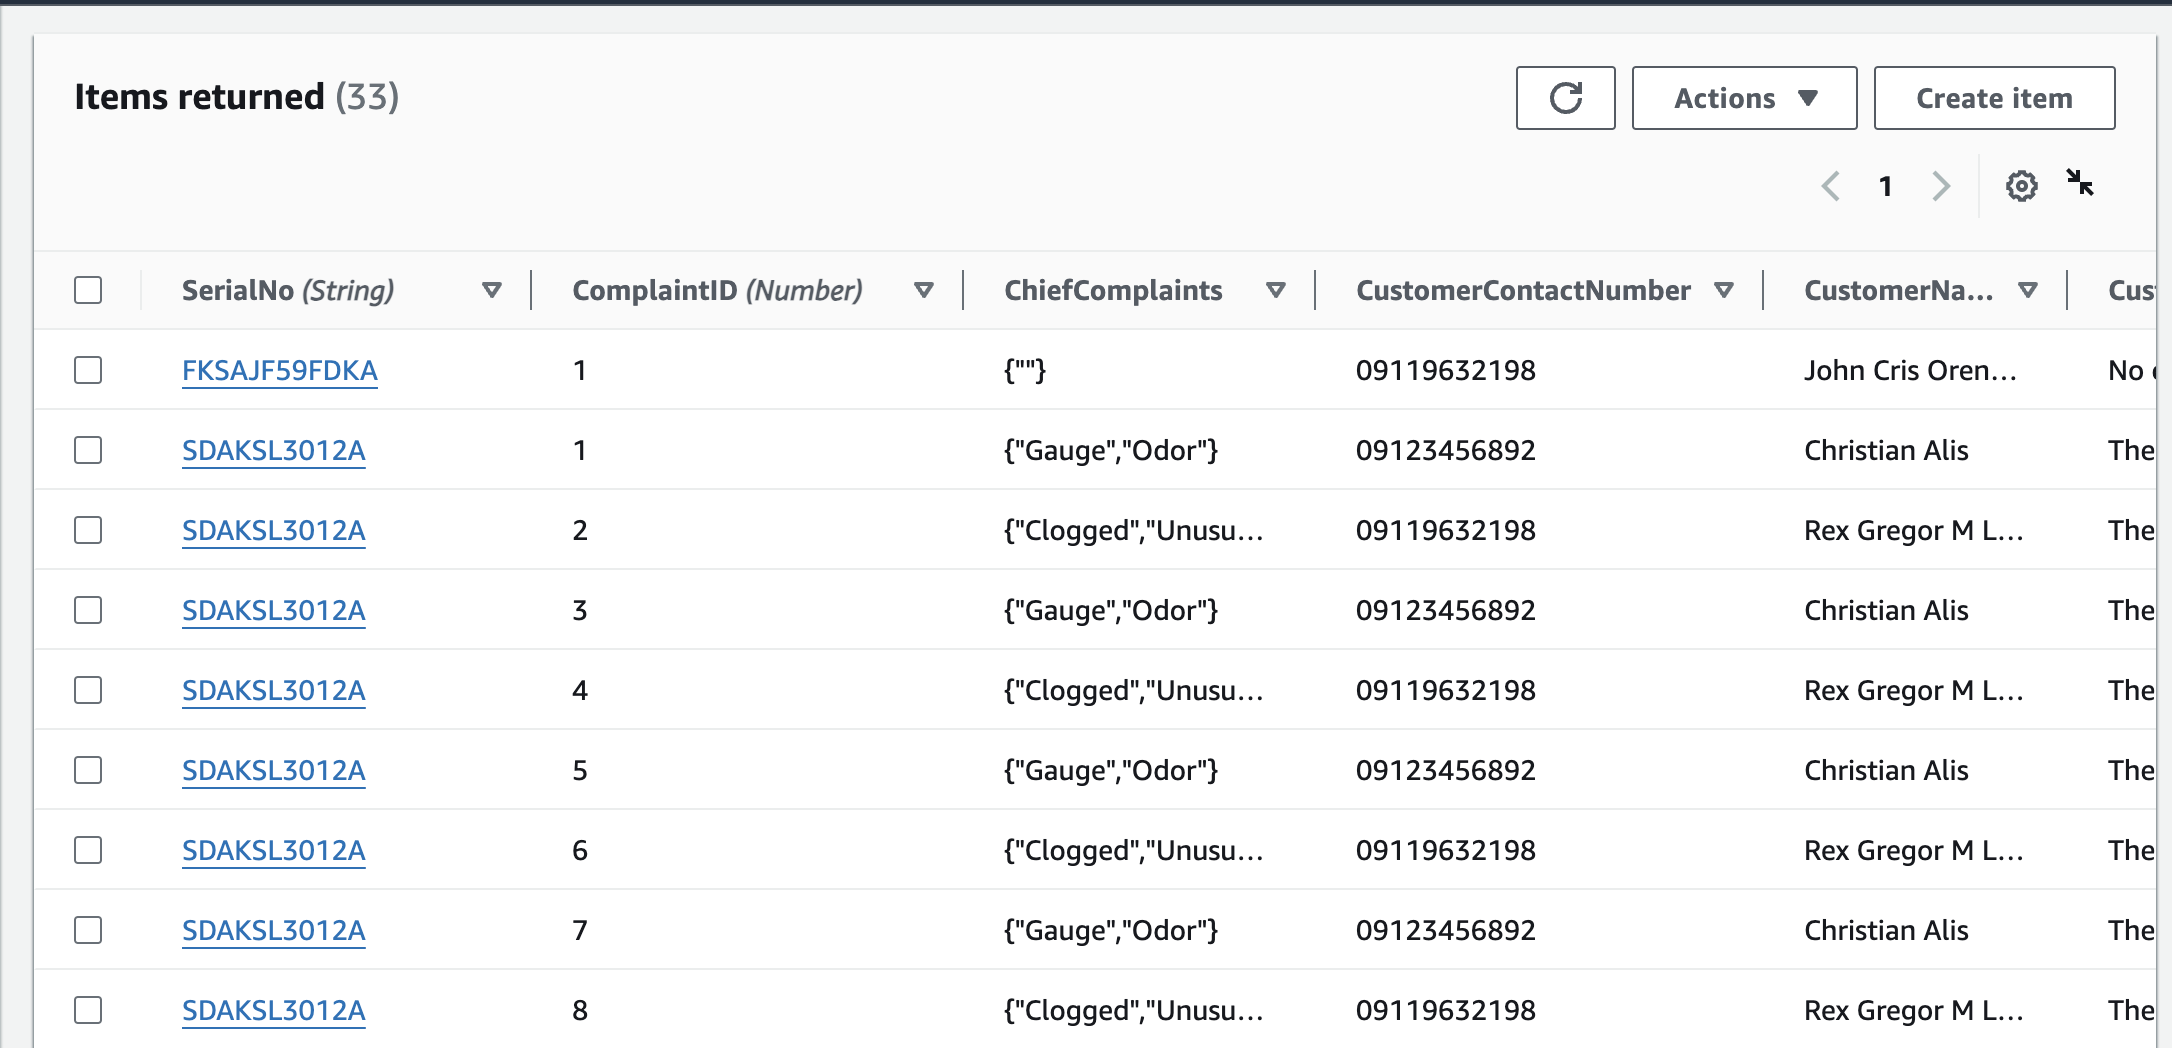 Items returned (33)
Actions
Create item
1
SerialNo (String) ComplaintID (Number) ChiefComplaints CustomerContactNumber CustomerNa... Cus
FKSAJF59FDKA 1 {""} 09119632198 John Cris Oren... No
SDAKSL3012A 1 {"Gauge","Odor"} 09123456892 Christian Alis The
SDAKSL3012A 2 {"Clogged","Unusu... 09119632198 Rex Gregor M L... The
SDAKSL3012A 3 {"Gauge","Odor"} 09123456892 Christian Alis The
SDAKSL3012A 4 {"Clogged","Unusu... 09119632198 Rex Gregor M L... The
SDAKSL3012A 5 {"Gauge","Odor"} 09123456892 Christian Alis The
SDAKSL3012A 6 {"Clogged","Unusu... 09119632198 Rex Gregor M L... The
SDAKSL3012A 7 {"Gauge","Odor"} 09123456892 Christian Alis The
SDAKSL3012A 8 {"Clogged","Unusu... 09119632198 Rex Gregor M L... The